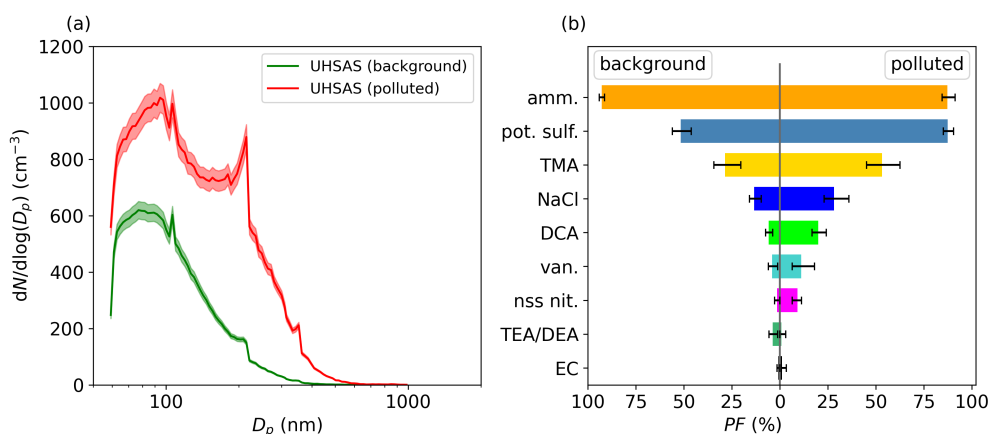 (a)
1200
1000
800
600
400
200
0
dN/dlog(Dp) (cm−3)
UHSAS (background)
UHSAS (polluted)
100
1000
Dp (nm)
(b)
background
polluted
amm.
pot. sulf.
TMA
NaCl
DCA
van.
nss nit.
TEA/DEA
EC
100 75 50 25 0 25 50 75 100
PF (%)